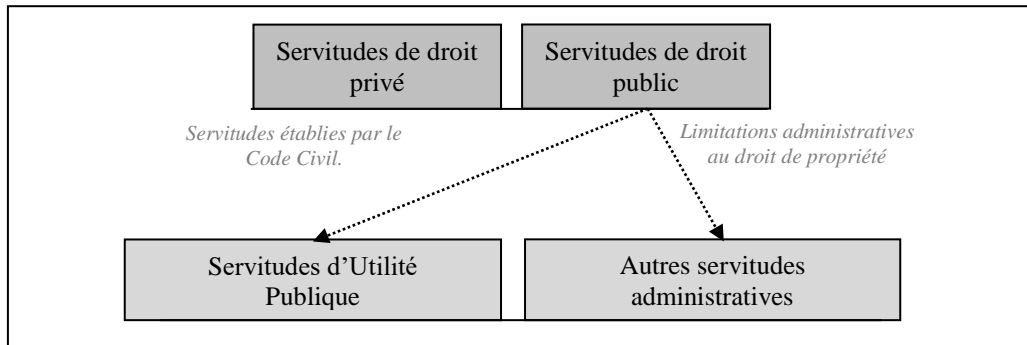 Servitudes de droit
privé
Servitudes de droit
public
Servitudes établies par le
Code Civil.
Limitations administratives
au droit de propriété
Servitudes d’Utilité
Publique
Autres servitudes
administratives